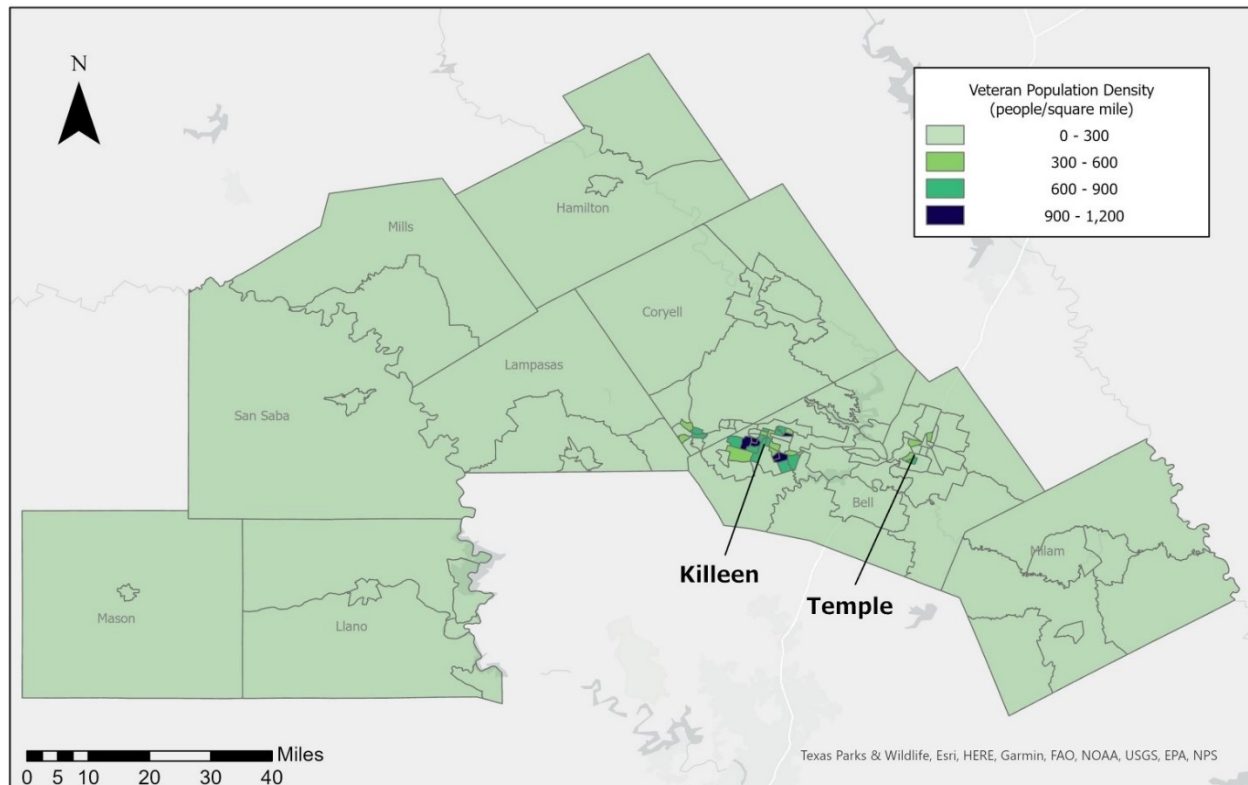 N
Veteran Population Density
(people/square mile)
0 - 300
300 - 600
600 - 900
900 - 1,200
Hamilton
Mills
Coryell
Lampasas
San Saba
Bell
Killeen
Milam
Temple
Mason
Llano
Miles
0 5 10 20 30 40
Texas Parks & Wildlife, Esri, HERE, Garmin, FAO, NOAA, USGS, EPA, NPS